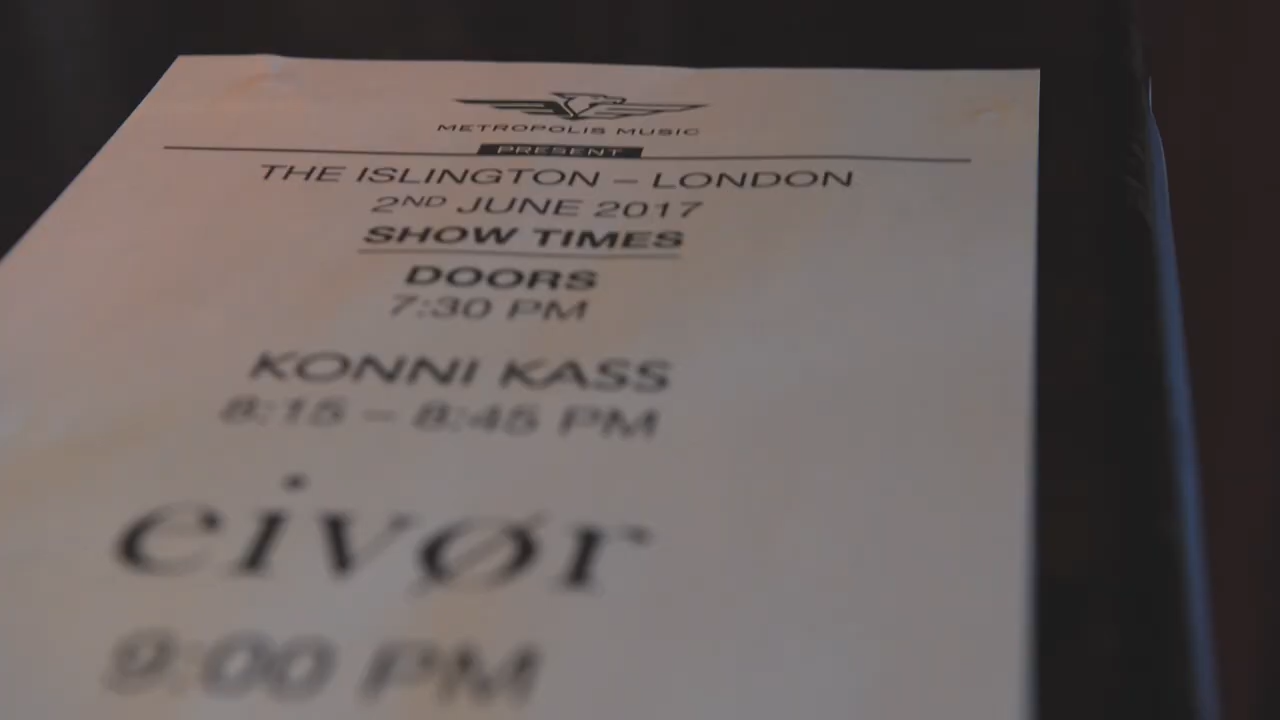 METROPOLIS MUSIC
PRESENT
THE ISLINGTON – LONDON
2ND JUNE 2017
SHOW TIMES
DOORS
7:30 PM
KONNI KASS
8:15 – 8:45 PM
eivør
9:00 PM